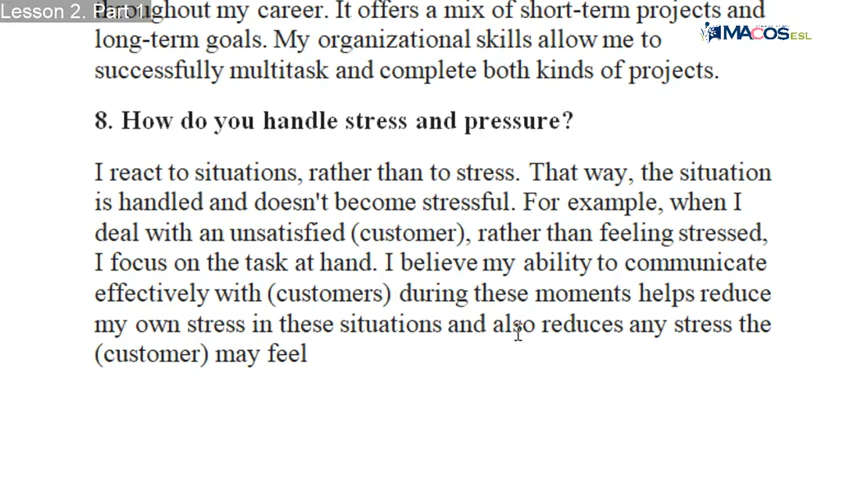 Lesson 2. Part 1
throughout my career. It offers a mix of short-term projects and
long-term goals. My organizational skills allow me to
successfully multitask and complete both kinds of projects.
iMACOS ESL
8. How do you handle stress and pressure?
I react to situations, rather than to stress. That way, the situation
is handled and doesn't become stressful. For example, when I
deal with an unsatisfied (customer), rather than feeling stressed,
I focus on the task at hand. I believe my ability to communicate
effectively with (customers) during these moments helps reduce
my own stress in these situations and also reduces any stress the
(customer) may feel